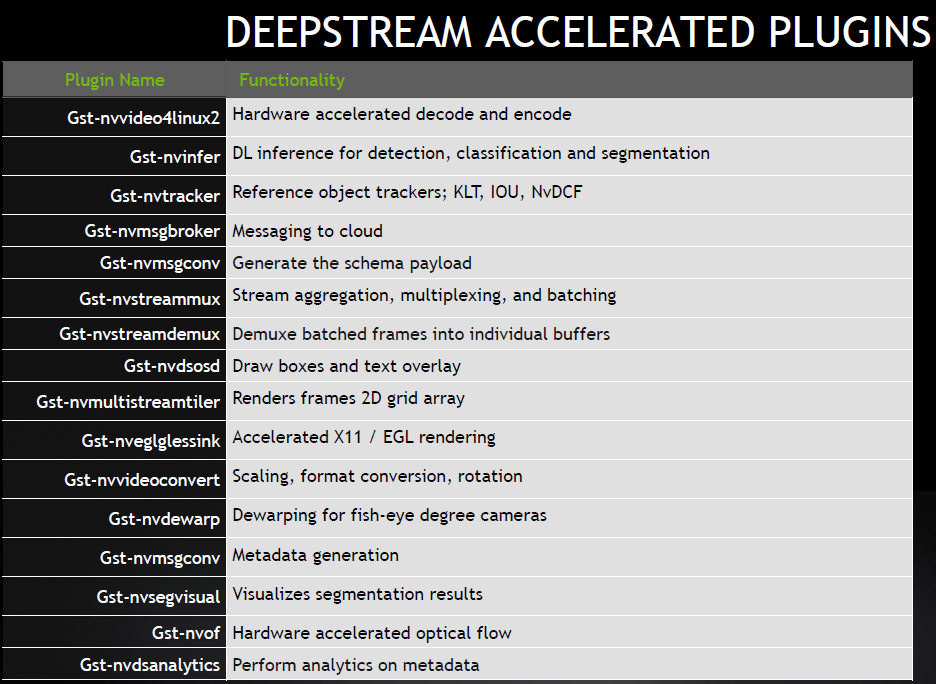 DEEPSTREAM ACCELERATED PLUGINS
Plugin Name Functionality
Gst-nvvideo4linux2 Hardware accelerated decode and encode
Gst-nvinfer DL inference for detection, classification and segmentation
Gst-nvtracker Reference object trackers; KLT, IOU, NvDCF
Gst-nvmsgbroker Messaging to cloud
Gst-nvmsgconv Generate the schema payload
Gst-nvstreammux Stream aggregation, multiplexing, and batching
Gst-nvstreamdemux Demuxe batched frames into individual buffers
Gst-nvdsosd Draw boxes and text overlay
Gst-nvmultistreamtiler Renders frames 2D grid array
Gst-nveglglessink Accelerated X11 / EGL rendering
Gst-nvvideoconvert Scaling, format conversion, rotation
Gst-nvdewarp Dewarping for fish-eye degree cameras
Gst-nvmsgconv Metadata generation
Gst-nvsegvisual Visualizes segmentation results
Gst-nvof Hardware accelerated optical flow
Gst-nvdsanalytics Perform analytics on metadata